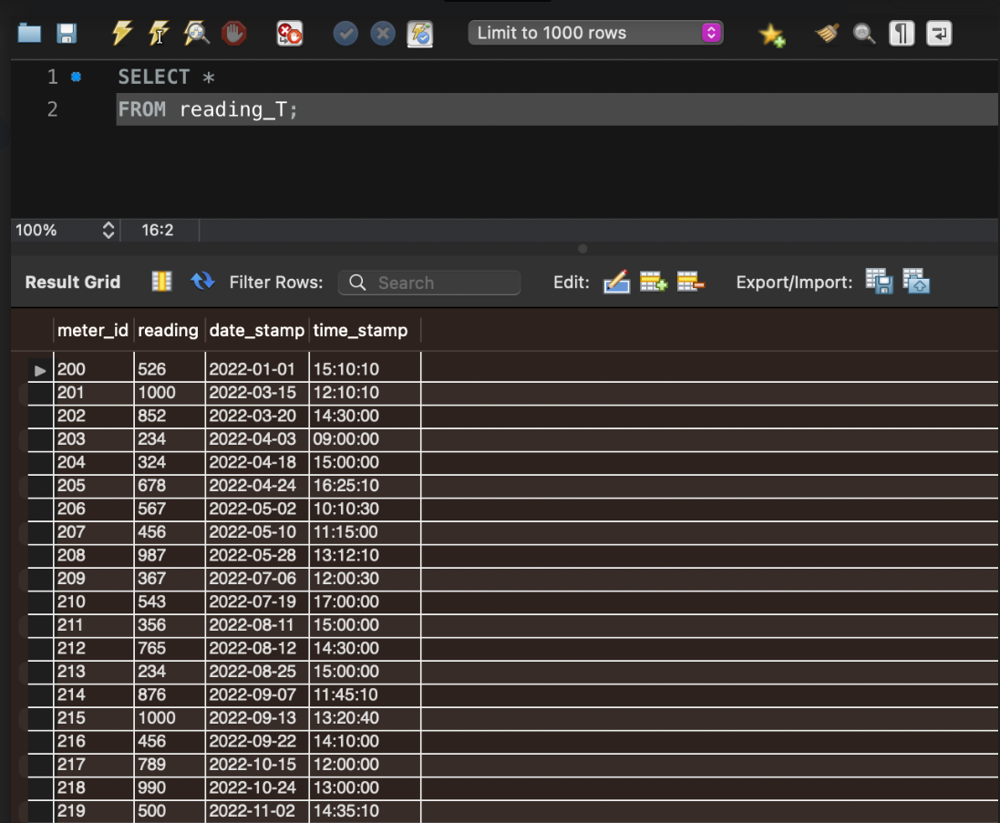 Limit to 1000 rows
1 SELECT *
2 FROM reading_T;
100% 16:2
Result Grid Filter Rows: Search Edit: Export/Import:
meter_id reading date_stamp time_stamp
200 526 2022-01-01 15:10:10
201 1000 2022-03-15 12:10:10
202 852 2022-03-20 14:30:00
203 234 2022-04-03 09:00:00
204 324 2022-04-18 15:00:00
205 678 2022-04-24 16:25:10
206 567 2022-05-02 10:10:30
207 456 2022-05-10 11:15:00
208 987 2022-05-28 13:12:10
209 367 2022-07-06 12:00:30
210 543 2022-07-19 17:00:00
211 356 2022-08-11 15:00:00
212 765 2022-08-12 14:30:00
213 234 2022-08-25 15:00:00
214 876 2022-09-07 11:45:10
215 1000 2022-09-13 13:20:40
216 456 2022-09-22 14:10:00
217 789 2022-10-15 12:00:00
218 990 2022-10-24 13:00:00
219 500 2022-11-02 14:35:10